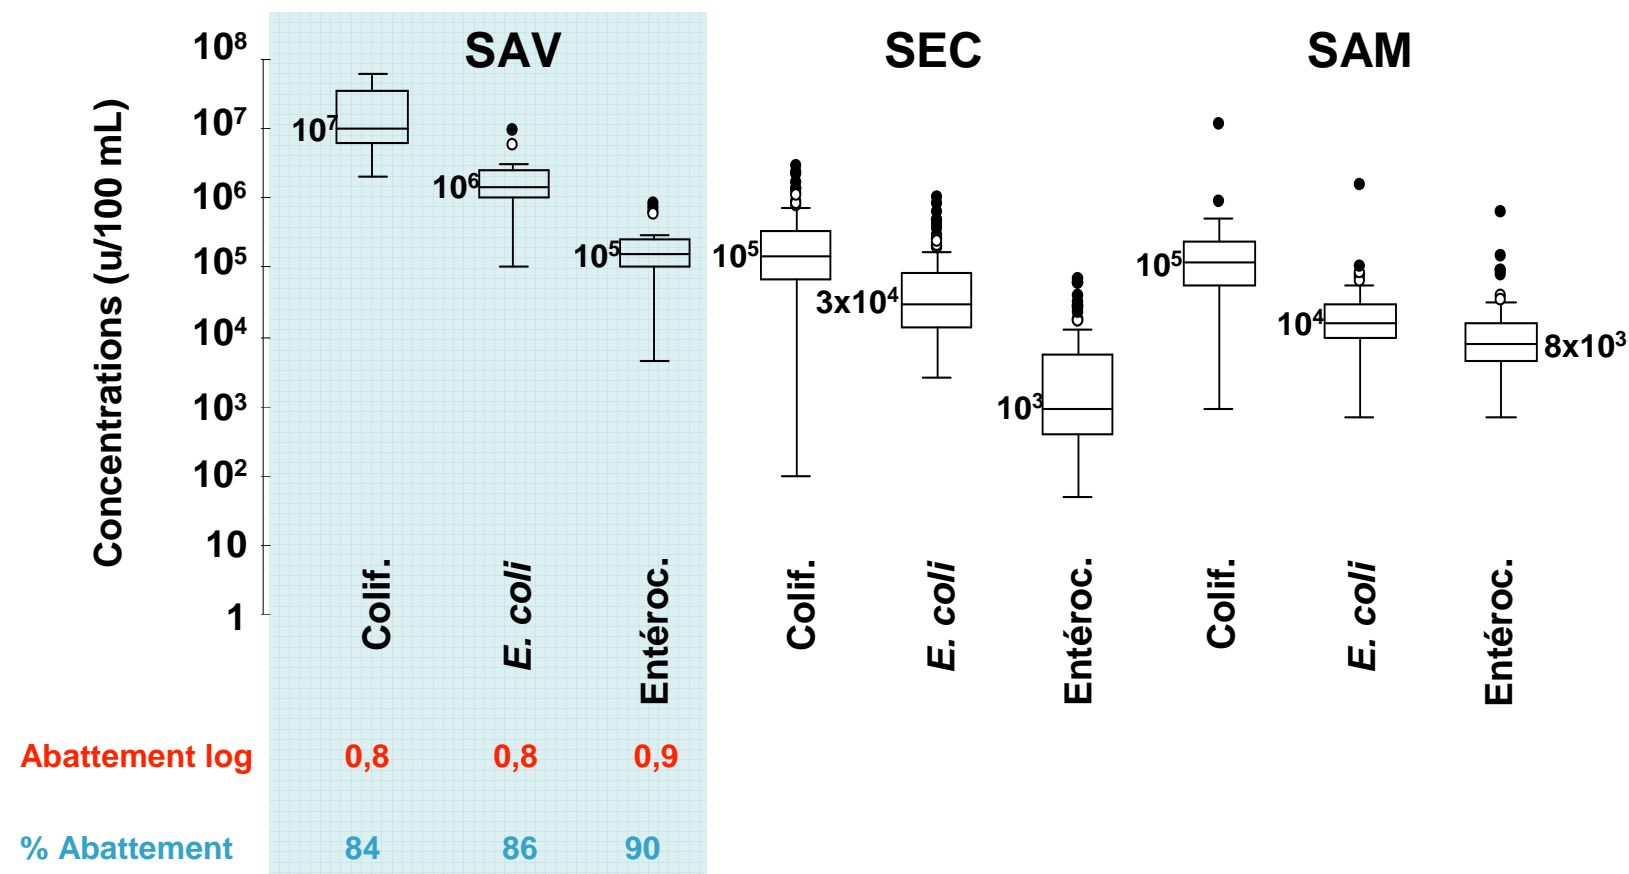 SAV
SEC
SAM
Concentrations (u/100 mL)
10⁸
10⁷
10⁶
10⁵
10⁴
10³
10²
10
1
10⁷
10⁶
10⁵
10⁵
3x10⁴
10³
10⁵
10⁴
8x10³
Colif.
E. coli
Entéroc.
Colif.
E. coli
Entéroc.
Colif.
E. coli
Entéroc.
Abattement log 0,8 0,8 0,9
% Abattement 84 86 90